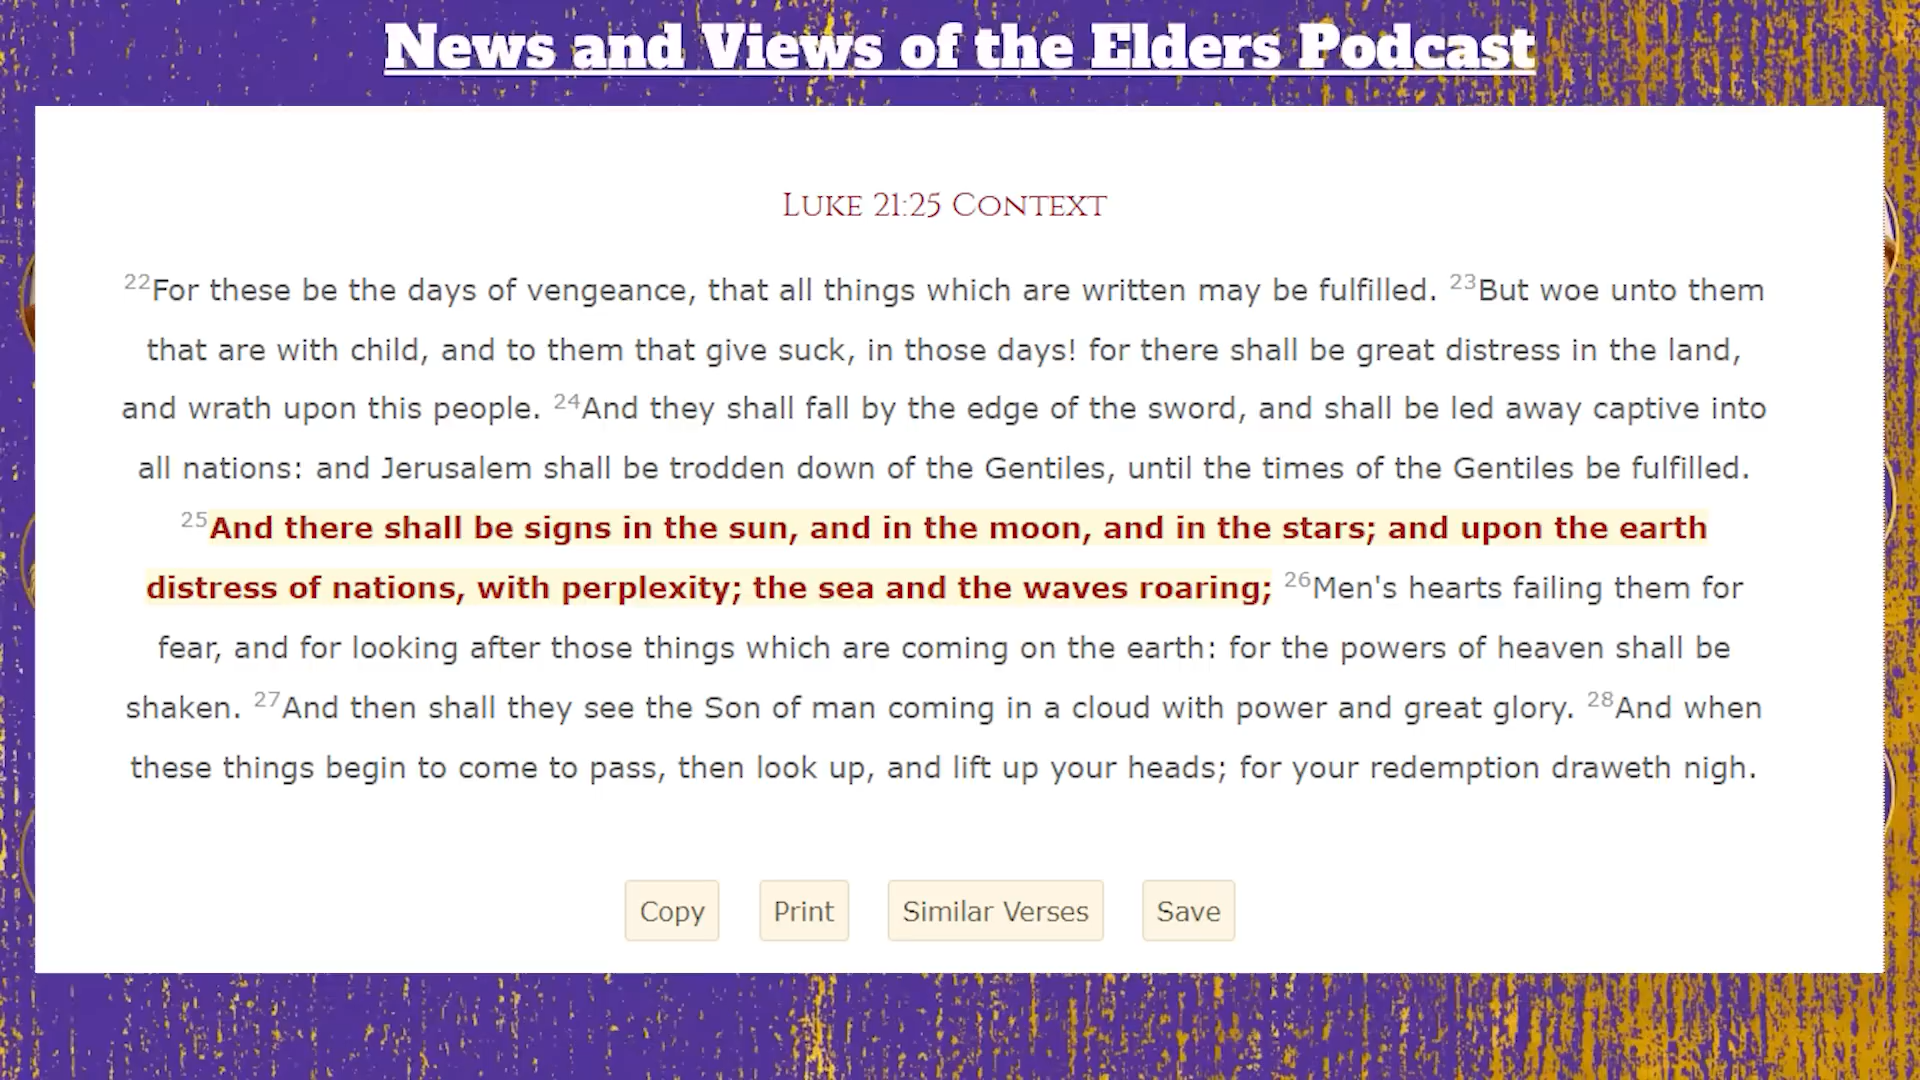 News and Views of the Elders Podcast
Luke 21:25 Context
22For these be the days of vengeance, that all things which are written may be fulfilled. 23But woe unto them
that are with child, and to them that give suck, in those days! for there shall be great distress in the land,
and wrath upon this people. 24And they shall fall by the edge of the sword, and shall be led away captive into
all nations: and Jerusalem shall be trodden down of the Gentiles, until the times of the Gentiles be fulfilled.
25And there shall be signs in the sun, and in the moon, and in the stars; and upon the earth
distress of nations, with perplexity; the sea and the waves roaring; 26Men's hearts failing them for
fear, and for looking after those things which are coming on the earth: for the powers of heaven shall be
shaken. 27And then shall they see the Son of man coming in a cloud with power and great glory. 28And when
these things begin to come to pass, then look up, and lift up your heads; for your redemption draweth nigh.
Copy Print Similar Verses Save